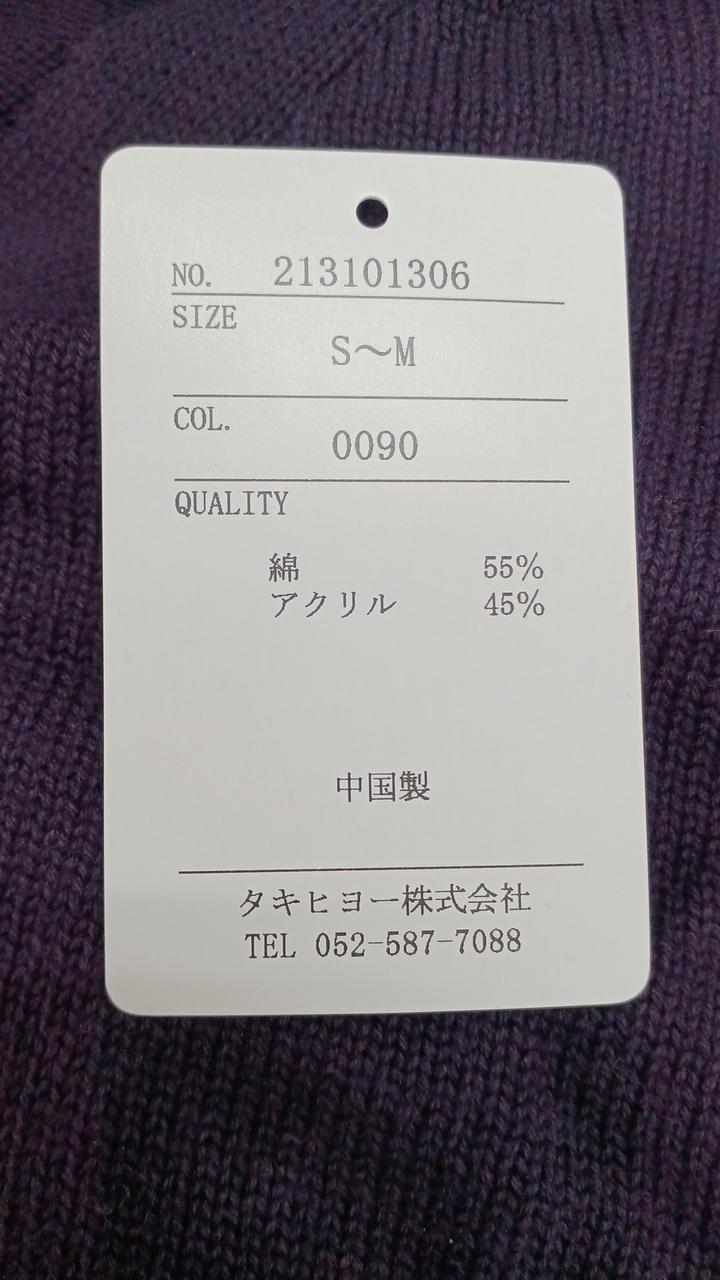 NO. 213101306
SIZE
S～M
COL.
0090
QUALITY
綿 55%
アクリル 45%
中国製
タキヒヨー株式会社
TEL 052-587-7088